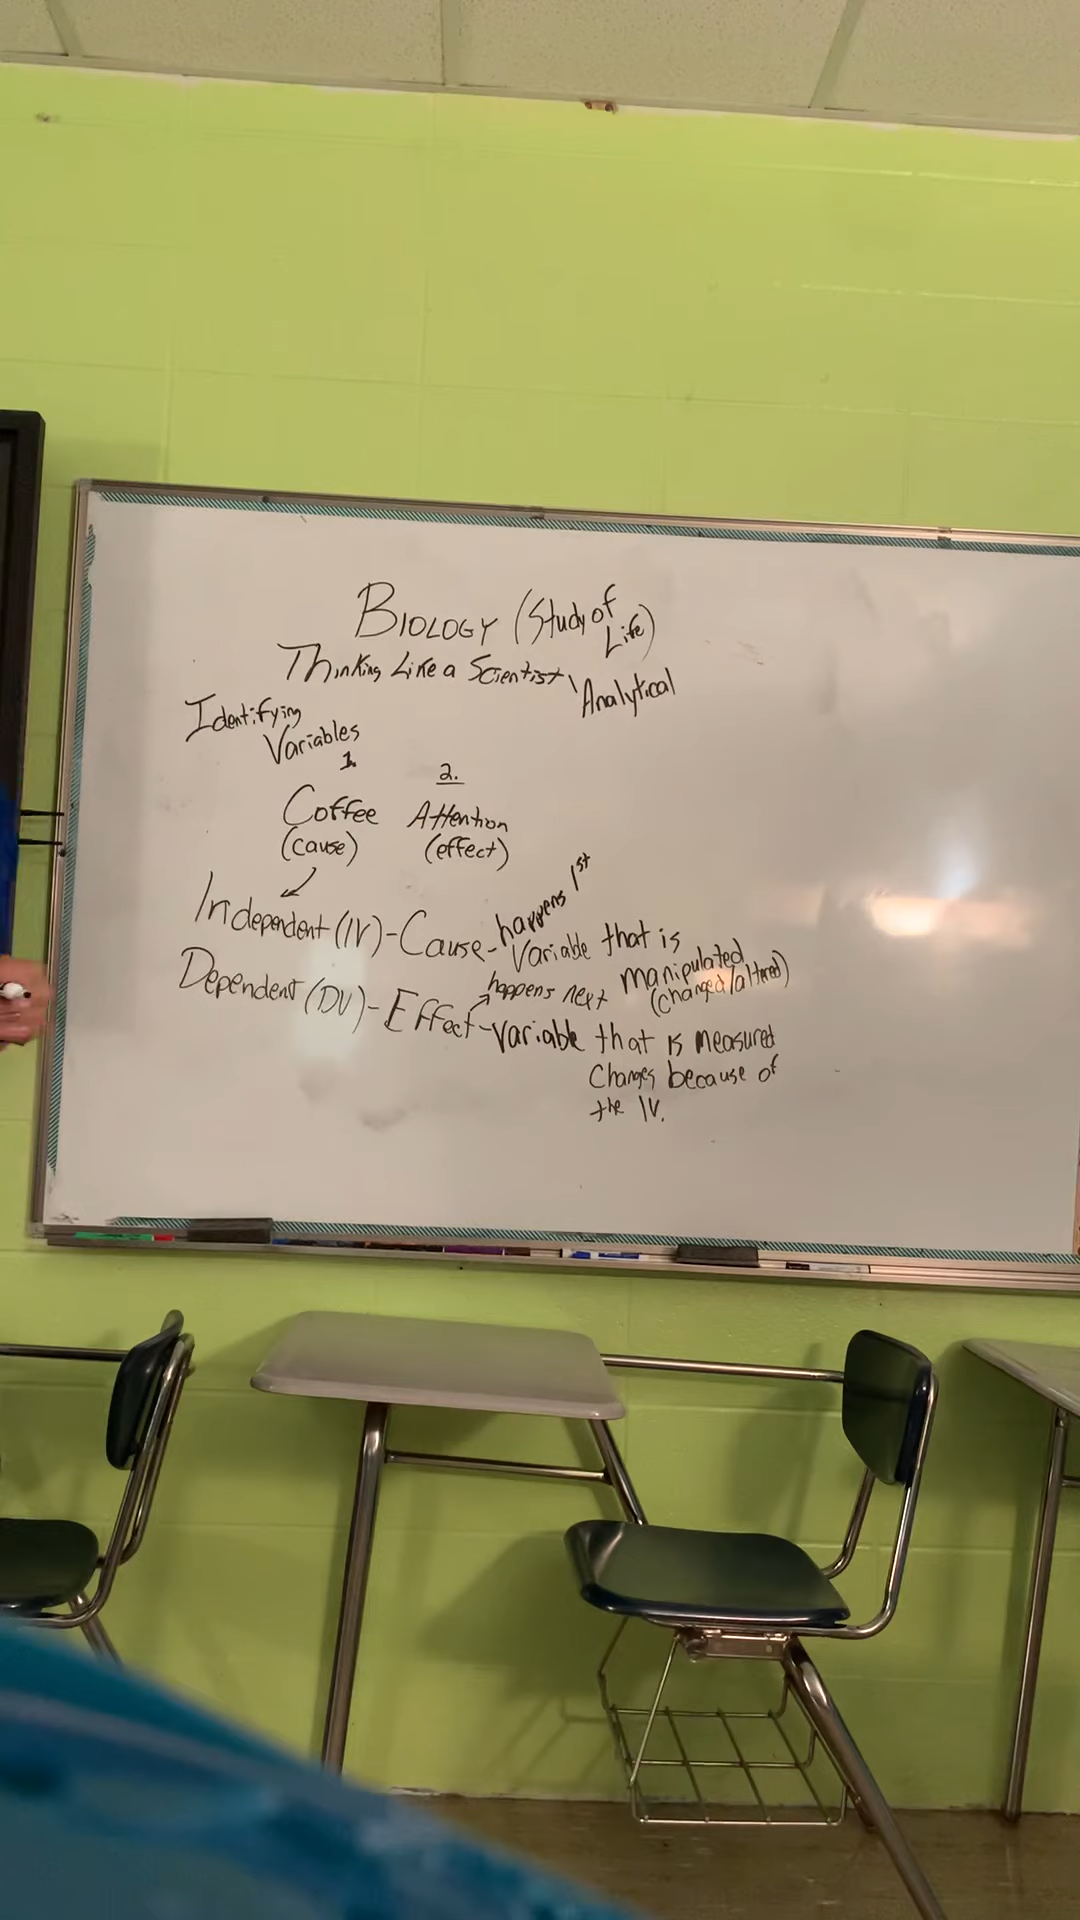 BIOLOGY (Study of Life)
Thinking Like a Scientist \ Analytical
Identifying
Variables
1. 2.
Coffee Attention
(cause) (effect)
Independent (IV) - Cause - happens 1st
Variable that is
manipulated
(changed/altered)
Dependent (DV) - Effect - happens next
variable that is measured
Changes because of
the IV.